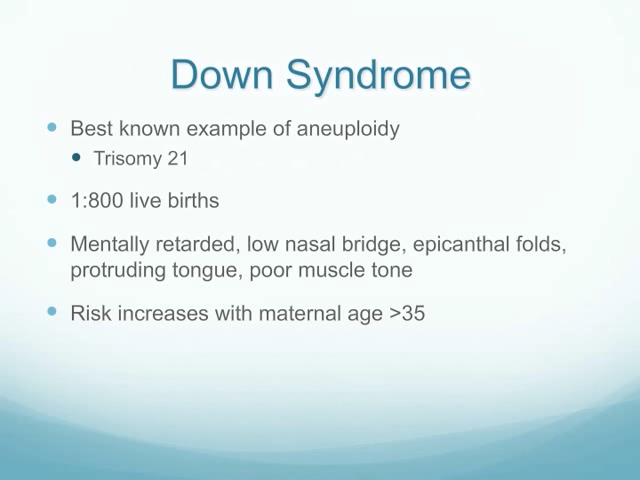 Down Syndrome
Best known example of aneuploidy
Trisomy 21
1:800 live births
Mentally retarded, low nasal bridge, epicanthal folds,
protruding tongue, poor muscle tone
Risk increases with maternal age >35